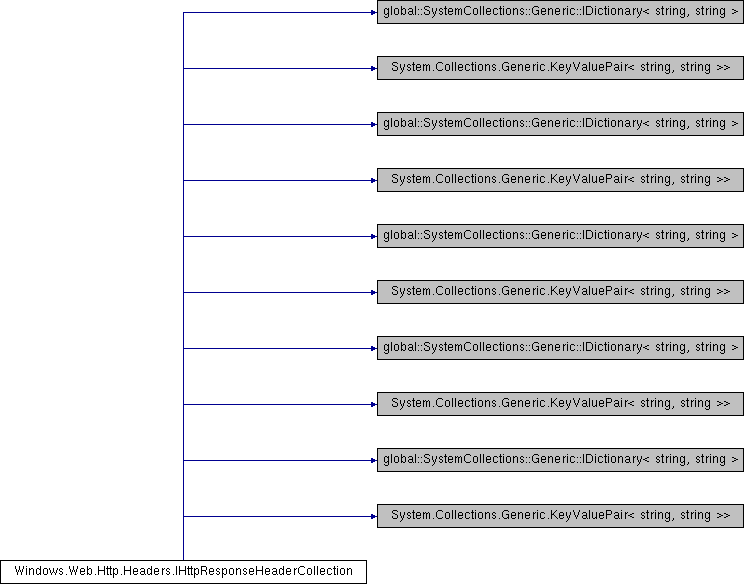 global::SystemCollections::Generic::IDictionary< string, string >
System.Collections.Generic.KeyValuePair< string, string >>
global::SystemCollections::Generic::IDictionary< string, string >
System.Collections.Generic.KeyValuePair< string, string >>
global::SystemCollections::Generic::IDictionary< string, string >
System.Collections.Generic.KeyValuePair< string, string >>
global::SystemCollections::Generic::IDictionary< string, string >
System.Collections.Generic.KeyValuePair< string, string >>
global::SystemCollections::Generic::IDictionary< string, string >
System.Collections.Generic.KeyValuePair< string, string >>
Windows.Web.Http.Headers.IHttpResponseHeaderCollection